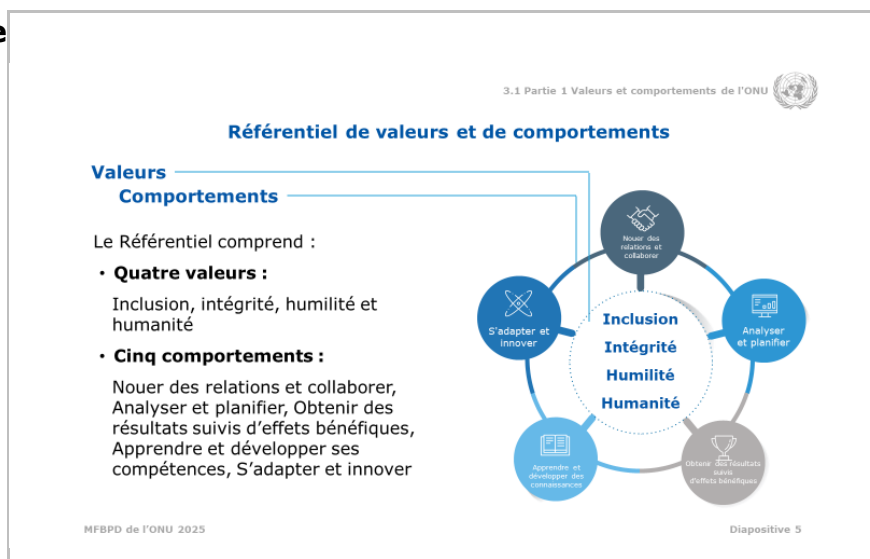 e
3.1 Partie 1 Valeurs et comportements de l'ONU
Référentiel de valeurs et de comportements
Valeurs
Comportements
Le Référentiel comprend :
• Quatre valeurs :
Inclusion, intégrité, humilité et
humanité
• Cinq comportements :
Nouer des relations et collaborer,
Analyser et planifier, Obtenir des
résultats suivis d’effets bénéfiques,
Apprendre et développer ses
compétences, S’adapter et innover
Nouer des
relations et
collaborer
Analyser
et planifier
Obtenir des résultats
suivis
d’effets bénéfiques
Apprendre et
développer des
connaissances
S’adapter et
innover
Inclusion
Intégrité
Humilité
Humanité
MFBPD de l’ONU 2025
Diapositive 5